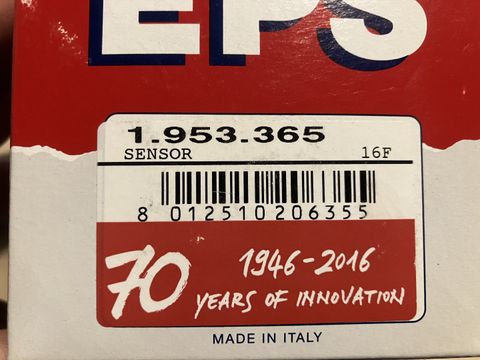 EPS
1.953.365
SENSOR 16F
8 012510 206355
70 1946-2016
YEARS OF INNOVATION
MADE IN ITALY